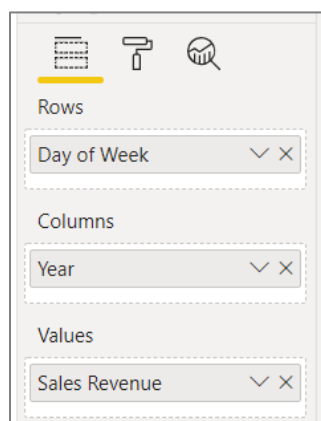 Rows
Day of Week
Columns
Year
Values
Sales Revenue